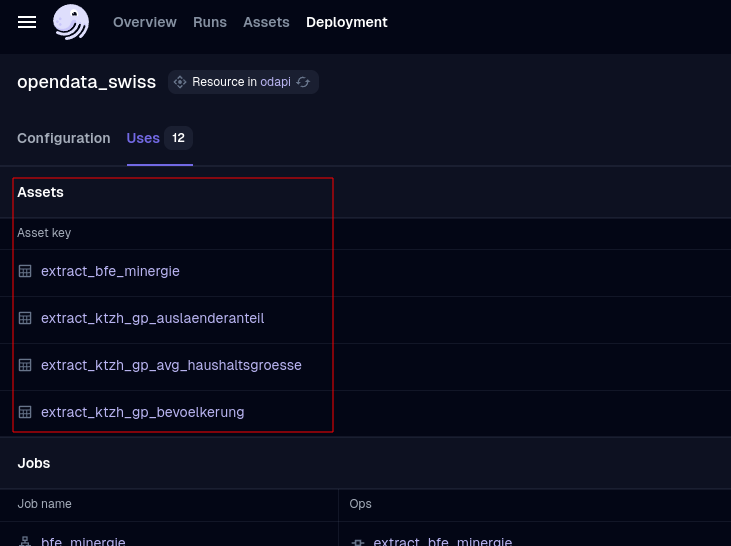 Overview Runs Assets Deployment
opendata_swiss Resource in odapi
Configuration Uses 12
Assets
Asset key
extract_bfe_minergie
extract_ktzh_gp_auslaenderanteil
extract_ktzh_gp_avg_haushaltsgroesse
extract_ktzh_gp_bevoelkerung
Jobs
Job name Ops
bfe_minergie extract_bfe_minergie